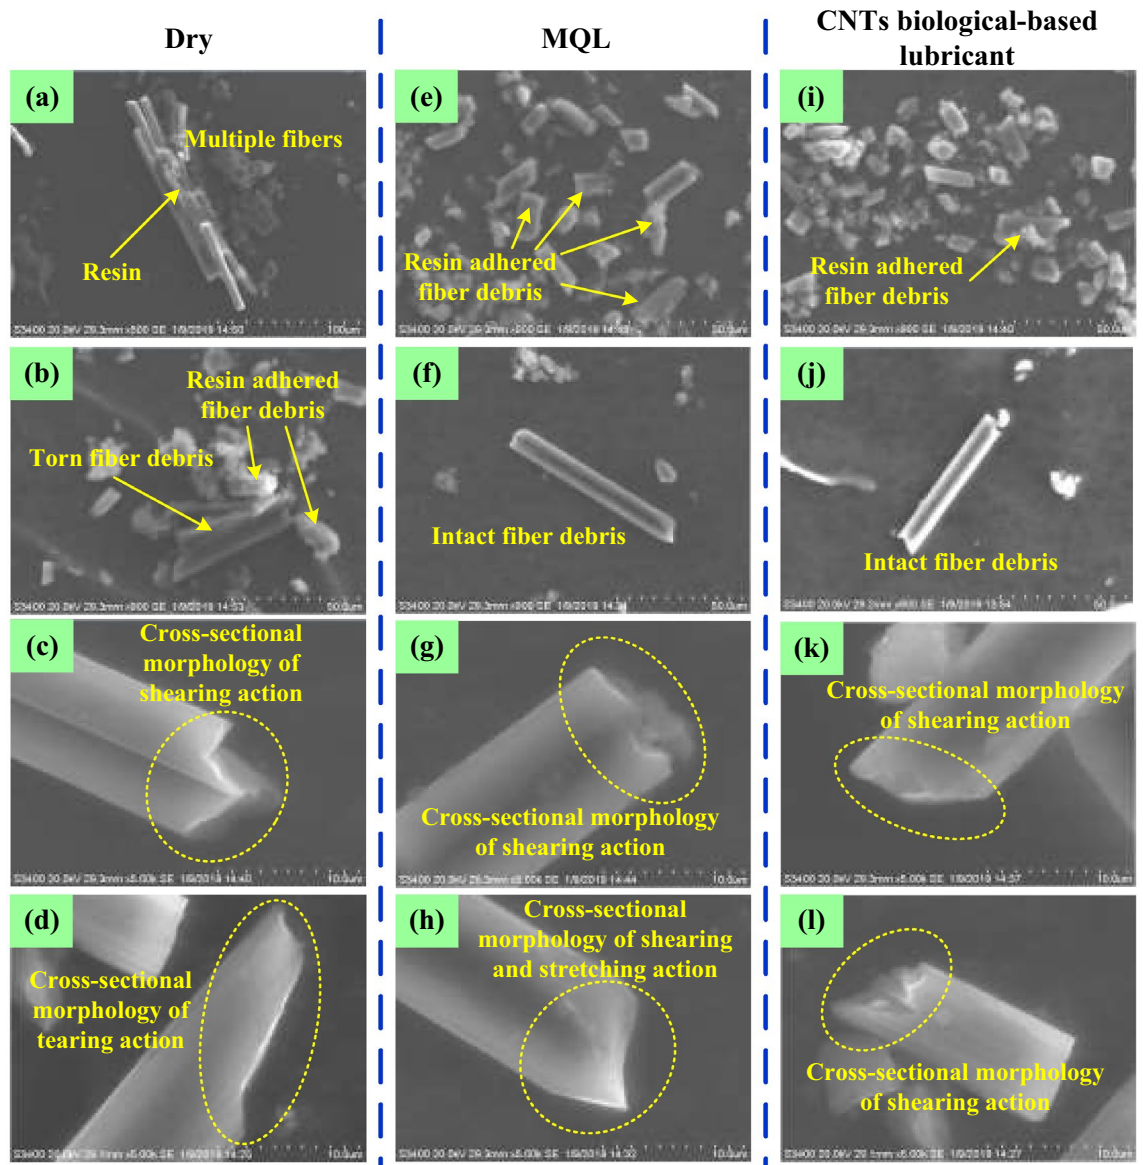 Dry
MQL
CNTs biological-based
lubricant
(a)
Multiple fibers
Resin
(e)
Resin adhered
fiber debris
(i)
Resin adhered
fiber debris
(b)
Resin adhered
fiber debris
Torn fiber debris
(f)
Intact fiber debris
(j)
Intact fiber debris
(c)
Cross-sectional
morphology of
shearing action
(g)
Cross-sectional morphology
of shearing action
(k)
Cross-sectional morphology
of shearing action
(d)
Cross-sectional
morphology of
tearing action
(h)
Cross-sectional
morphology of shearing
and stretching action
(l)
Cross-sectional morphology
of shearing action